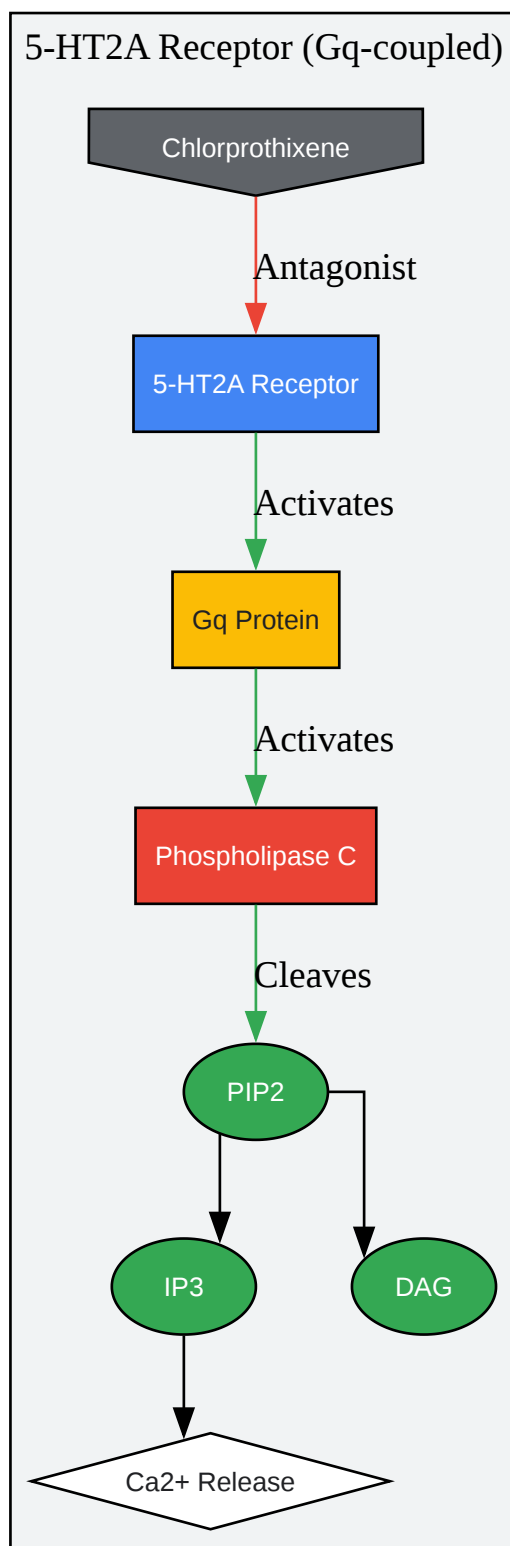 5-HT2A Receptor (Gq-coupled)
Chlorprothixene
Antagonist
5-HT2A Receptor
Activates
Gq Protein
Activates
Phospholipase C
Cleaves
PIP2
IP3
DAG
Ca2+ Release